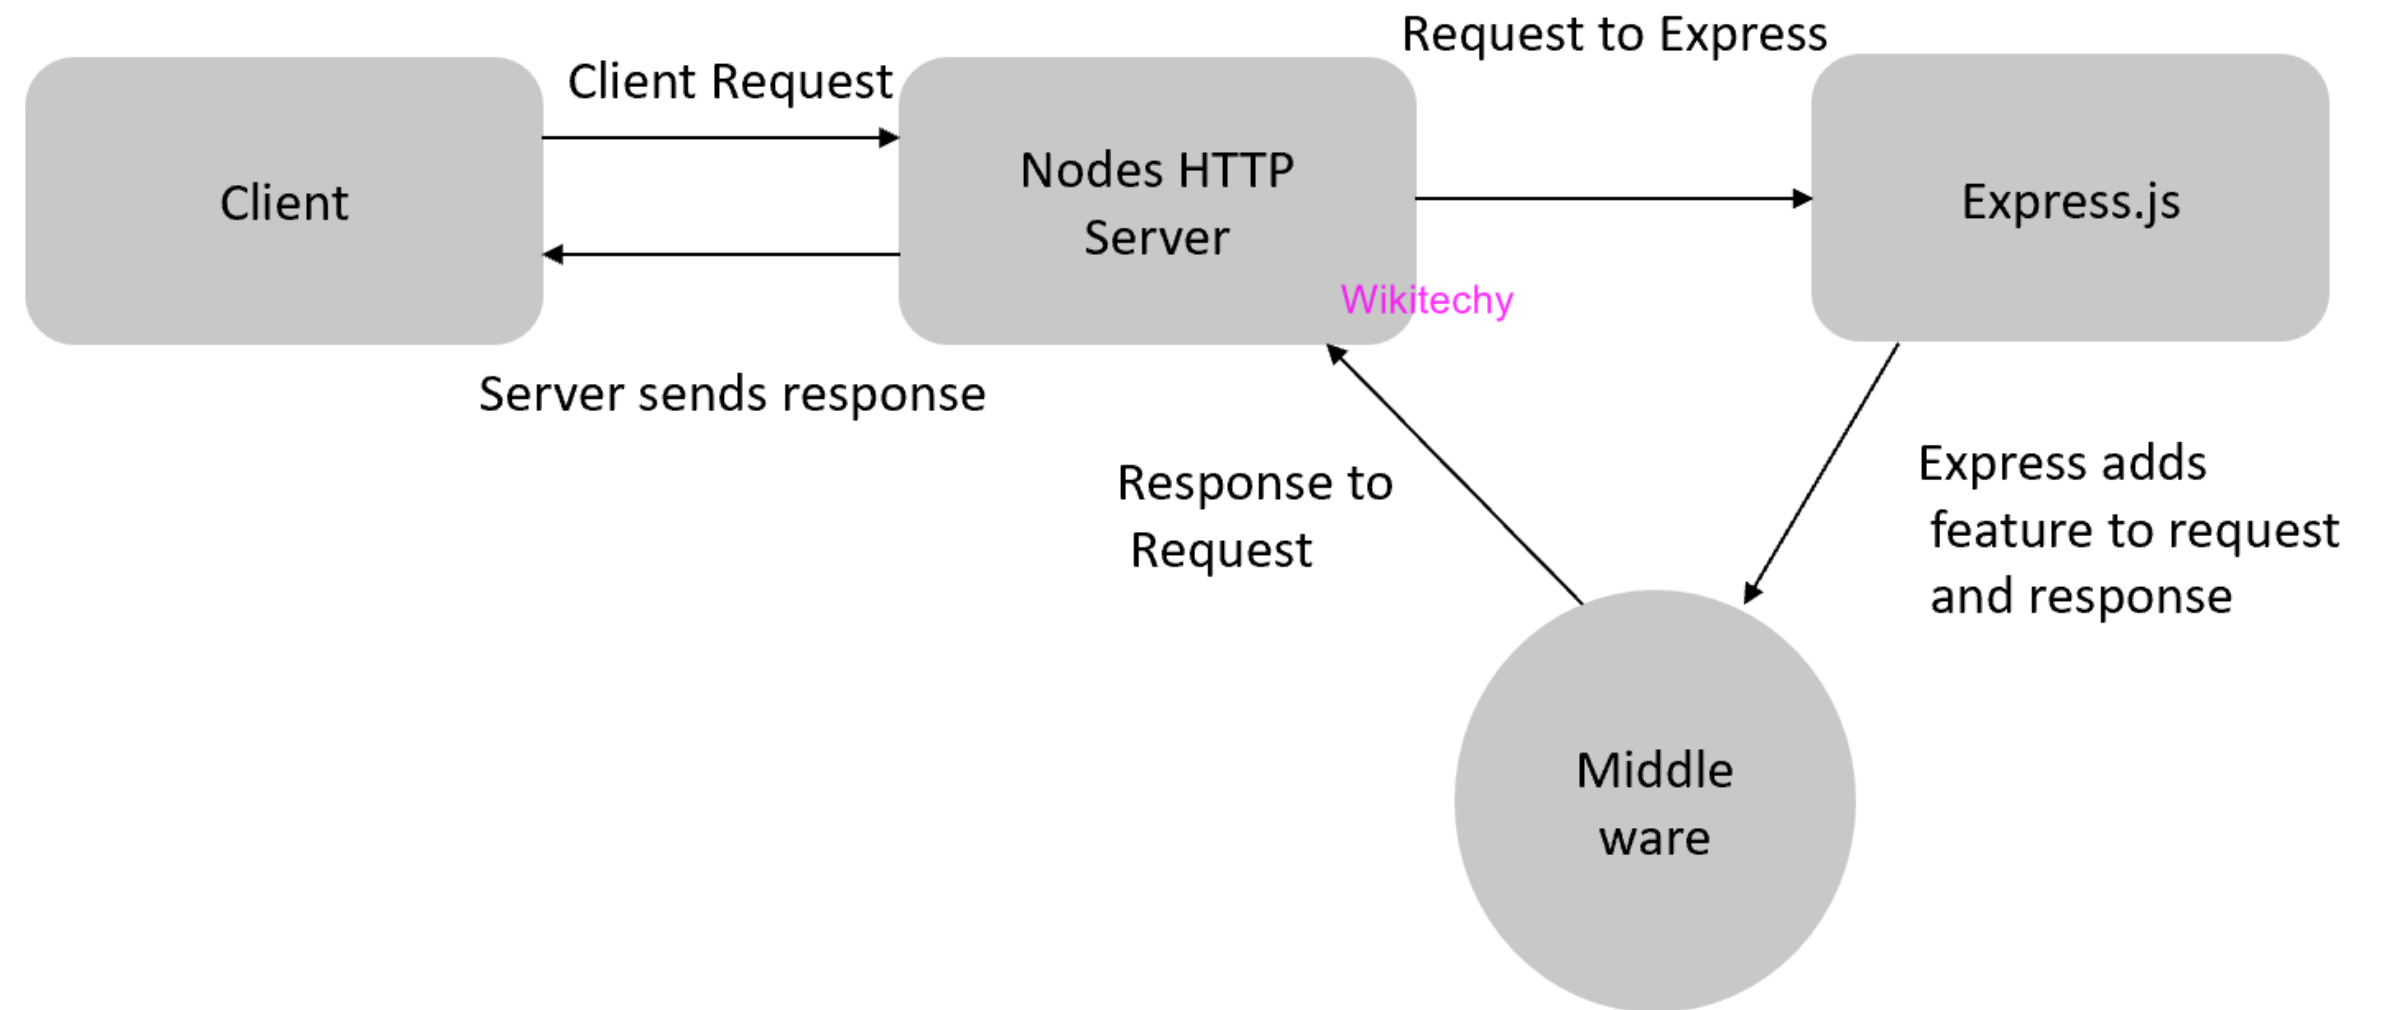 Request to Express
Client Request
Client
Nodes HTTP
Server
Express.js
Wikitechy
Server sends response
Response to
Request
Express adds
feature to request
and response
Middle
ware